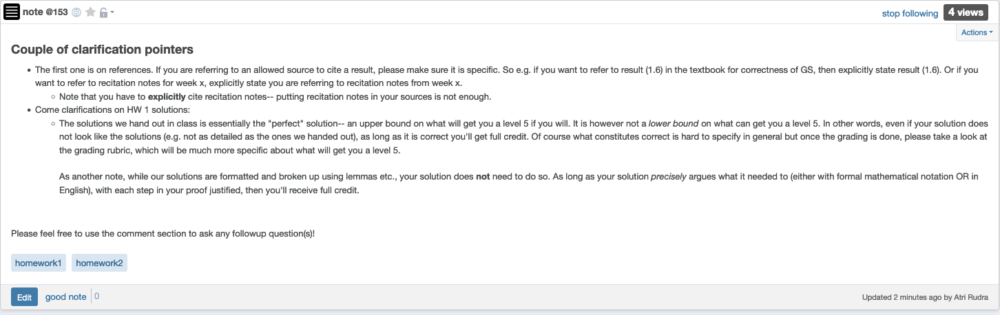 note @153
stop following 4 views
Actions
Couple of clarification pointers
• The first one is on references. If you are referring to an allowed source to cite a result, please make sure it is specific. So e.g. if you want to refer to result (1.6) in the textbook for correctness of GS, then explicitly state result (1.6). Or if you
want to refer to recitation notes for week x, explicitly state you are referring to recitation notes from week x.
◦ Note that you have to explicitly cite recitation notes-- putting recitation notes in your sources is not enough.
• Come clarifications on HW 1 solutions:
◦ The solutions we hand out in class is essentially the "perfect" solution-- an upper bound on what will get you a level 5 if you will. It is however not a lower bound on what can get you a level 5. In other words, even if your solution does
not look like the solutions (e.g. not as detailed as the ones we handed out), as long as it is correct you'll get full credit. Of course what constitutes correct is hard to specify in general but once the grading is done, please take a look at
the grading rubric, which will be much more specific about what will get you a level 5.
As another note, while our solutions are formatted and broken up using lemmas etc., your solution does not need to do so. As long as your solution precisely argues what it needed to (either with formal mathematical notation OR in
English), with each step in your proof justified, then you'll receive full credit.
Please feel free to use the comment section to ask any followup question(s)!
homework1 homework2
Edit good note 0
Updated 2 minutes ago by Atri Rudra